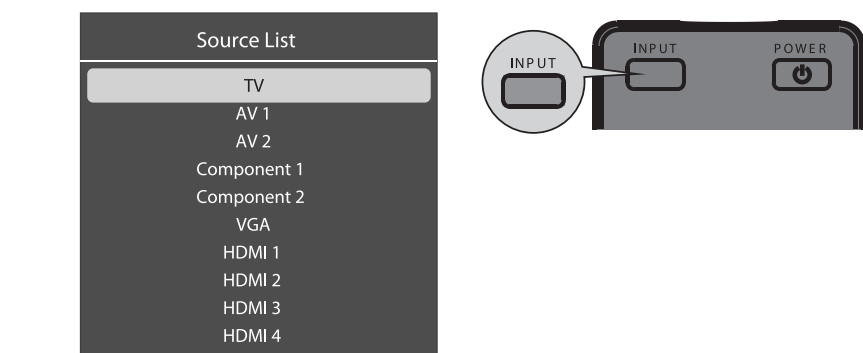 Source List
TV
AV 1
AV 2
Component 1
Component 2
VGA
HDMI 1
HDMI 2
HDMI 3
HDMI 4
INPUT
INPUT
POWER